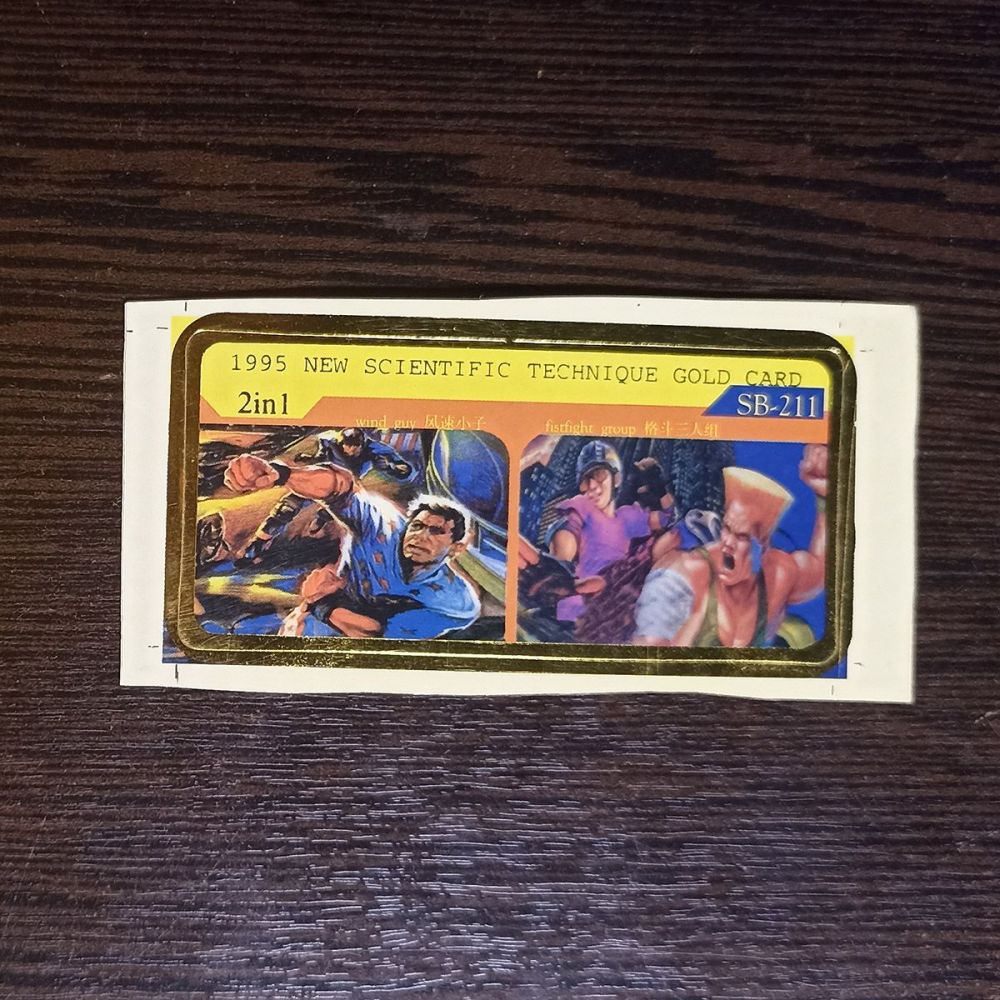 1995 NEW SCIENTIFIC TECHNIQUE GOLD CARD
2in1
SB-211
wind guy 风速小子
fistfight group 格斗三人组